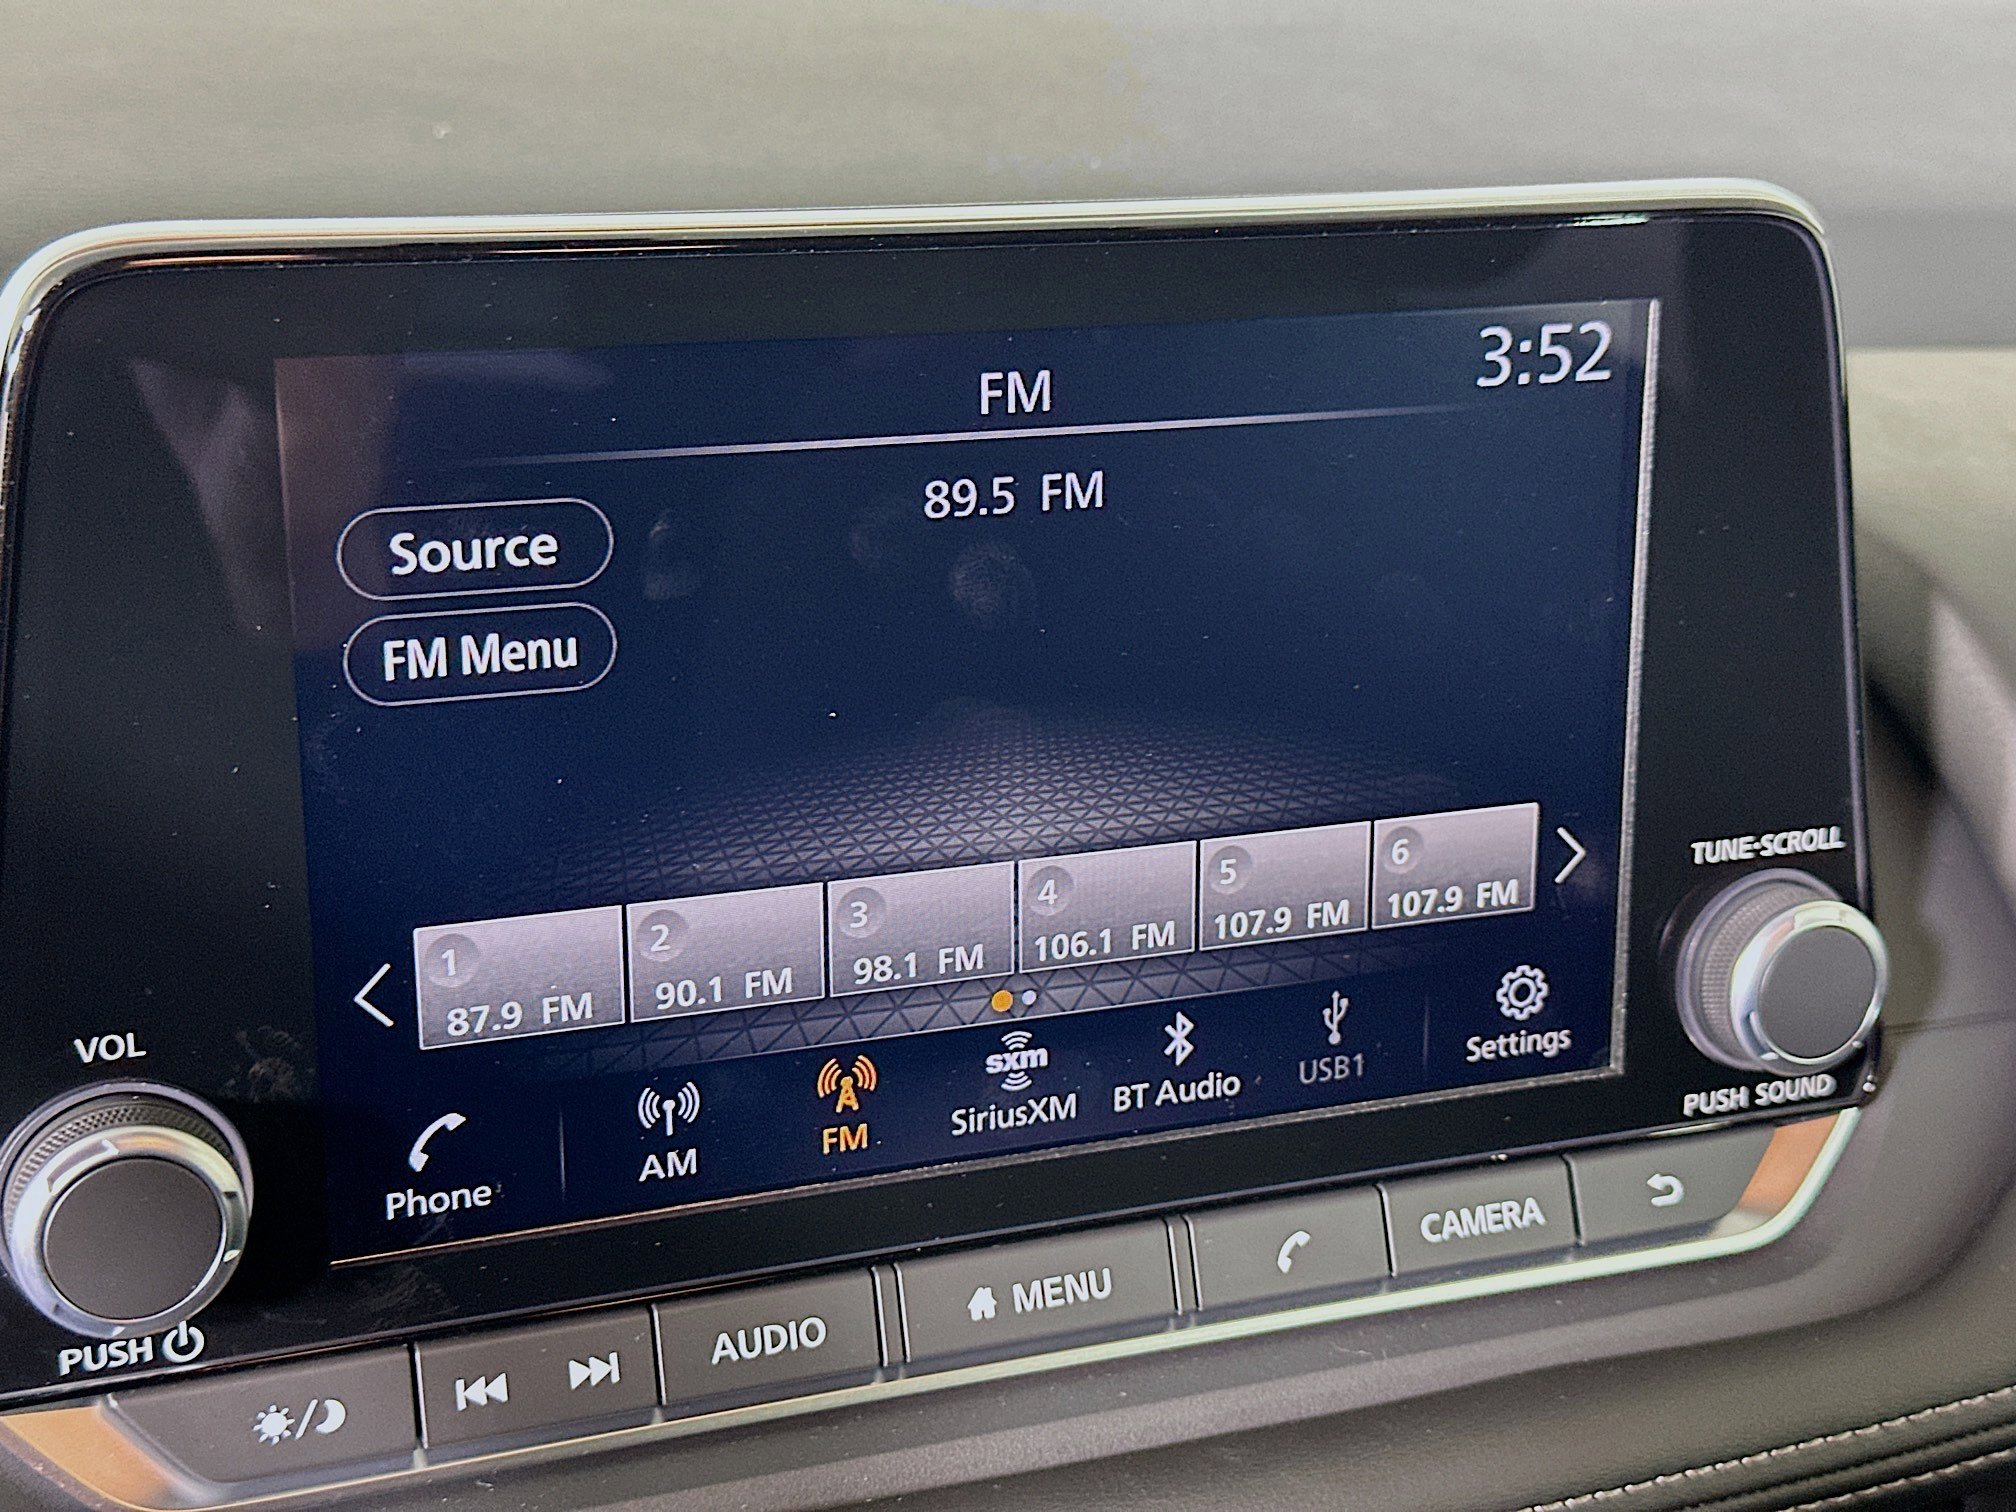 3:52
FM
89.5 FM
Source
FM Menu
1
87.9 FM
2
90.1 FM
3
98.1 FM
4
106.1 FM
5
107.9 FM
6
107.9 FM
Phone
AM
FM
sxm
SiriusXM
BT Audio
USB1
Settings
VOL
PUSH
TUNE·SCROLL
PUSH SOUND
AUDIO
MENU
CAMERA